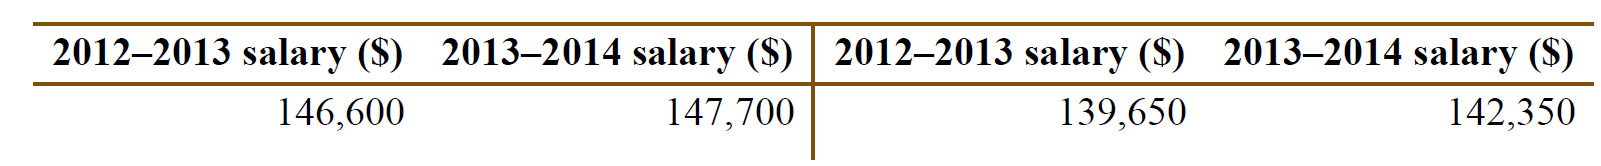 2012–2013 salary ($) 2013–2014 salary ($) 2012–2013 salary ($) 2013–2014 salary ($)
146,600 147,700 139,650 142,350